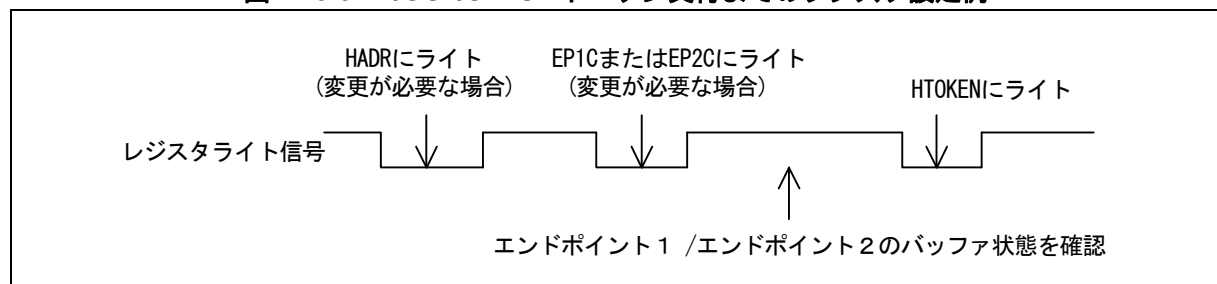 HADRにライト
(変更が必要な場合)
EP1CまたはEP2Cにライト
(変更が必要な場合)
HTOKENにライト
レジスタライト信号
エンドポイント1 /エンドポイント2のバッファ状態を確認